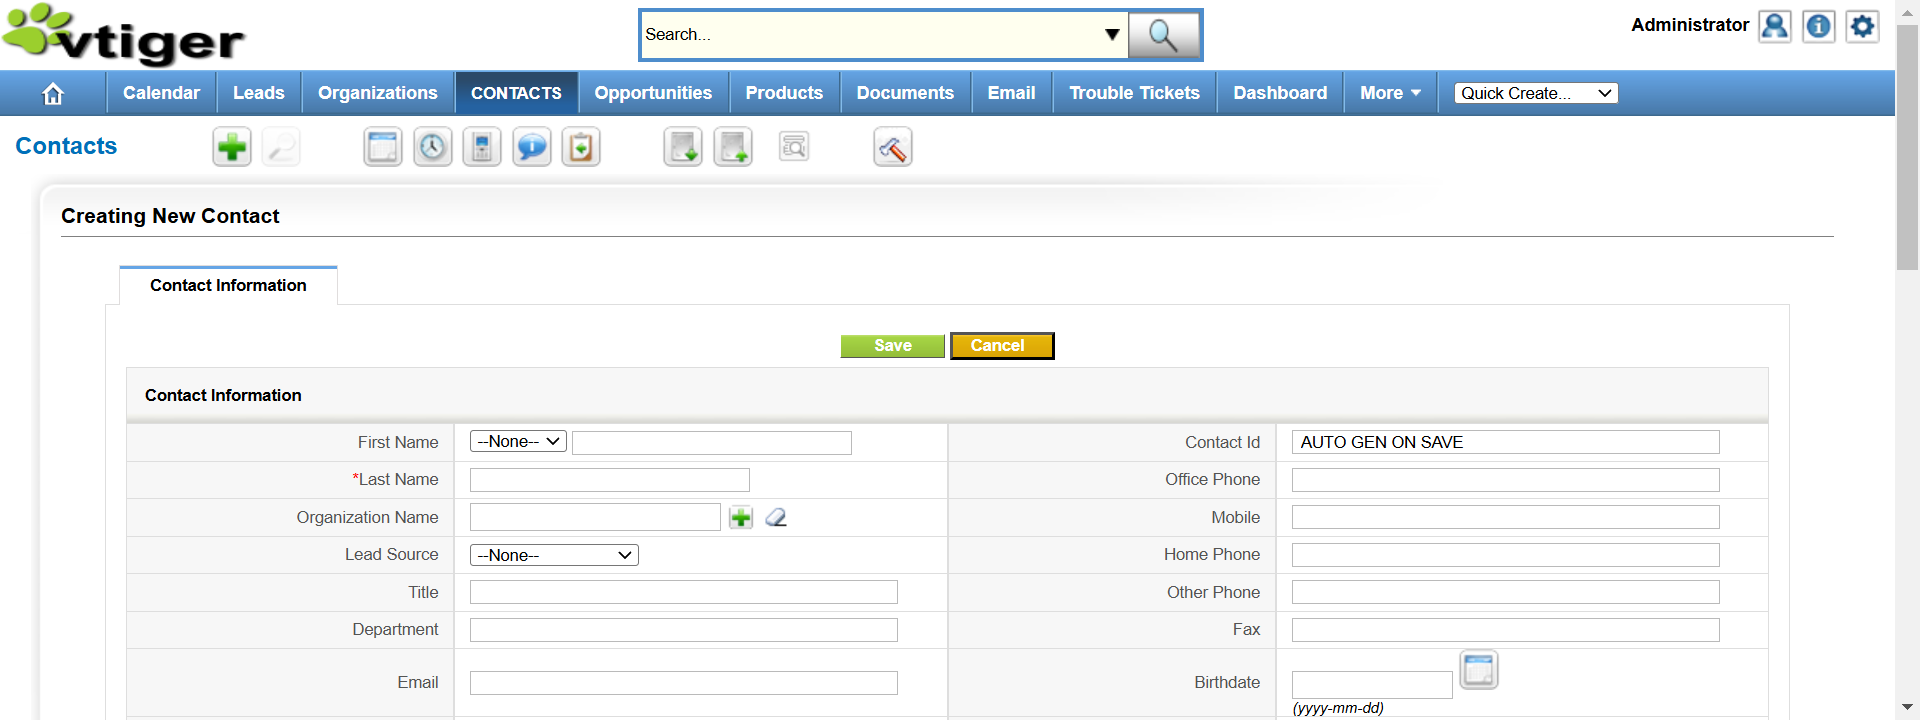 vtiger
Search...
Administrator
Calendar Leads Organizations CONTACTS Opportunities Products Documents Email Trouble Tickets Dashboard More Quick Create...
Contacts
Creating New Contact
Contact Information
Save Cancel
Contact Information
First Name --None-- Contact Id AUTO GEN ON SAVE
*Last Name Office Phone
Organization Name Mobile
Lead Source --None-- Home Phone
Title Other Phone
Department Fax
Email Birthdate
(yyyy-mm-dd)